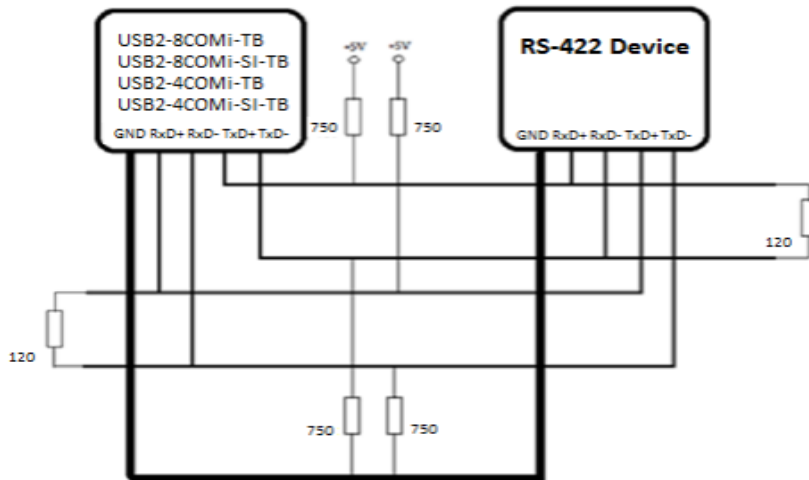 USB2-8COMi-TB
USB2-8COMi-SI-TB
USB2-4COMi-TB
USB2-4COMi-SI-TB
GND RxD+ RxD- TxD+ TxD-
+5V +5V
750 750
RS-422 Device
GND RxD+ RxD- TxD+ TxD-
120
120
750 750